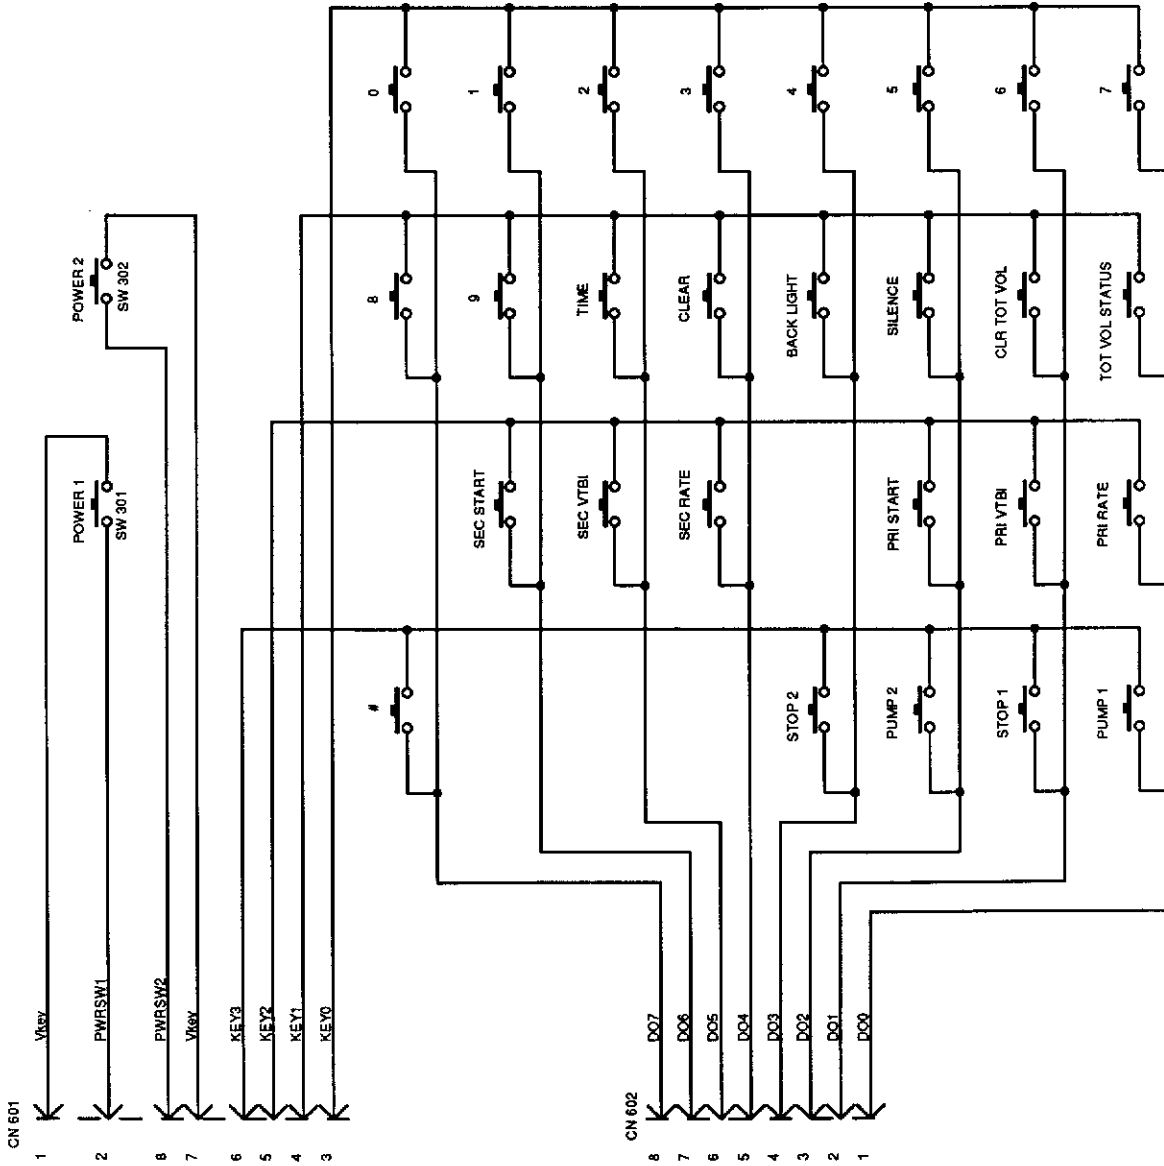 CN 601
1
Vkey
2
PWRSW1
8
PWRSW2
7
Vkey
6
KEY3
5
KEY2
4
KEY1
3
KEY0
POWER 1
SW 301
POWER 2
SW 302
CN 602
8
DO7
7
DO6
6
DO5
5
DO4
4
DO3
3
DO2
2
DO1
1
DO0
#
STOP 2
PUMP 2
STOP 1
PUMP 1
SEC START
SEC VTBI
SEC RATE
PRI START
PRI VTBI
PRI RATE
8
9
TIME
CLEAR
BACK LIGHT
SILENCE
CLR TOT VOL
TOT VOL STATUS
0
1
2
3
4
5
6
7